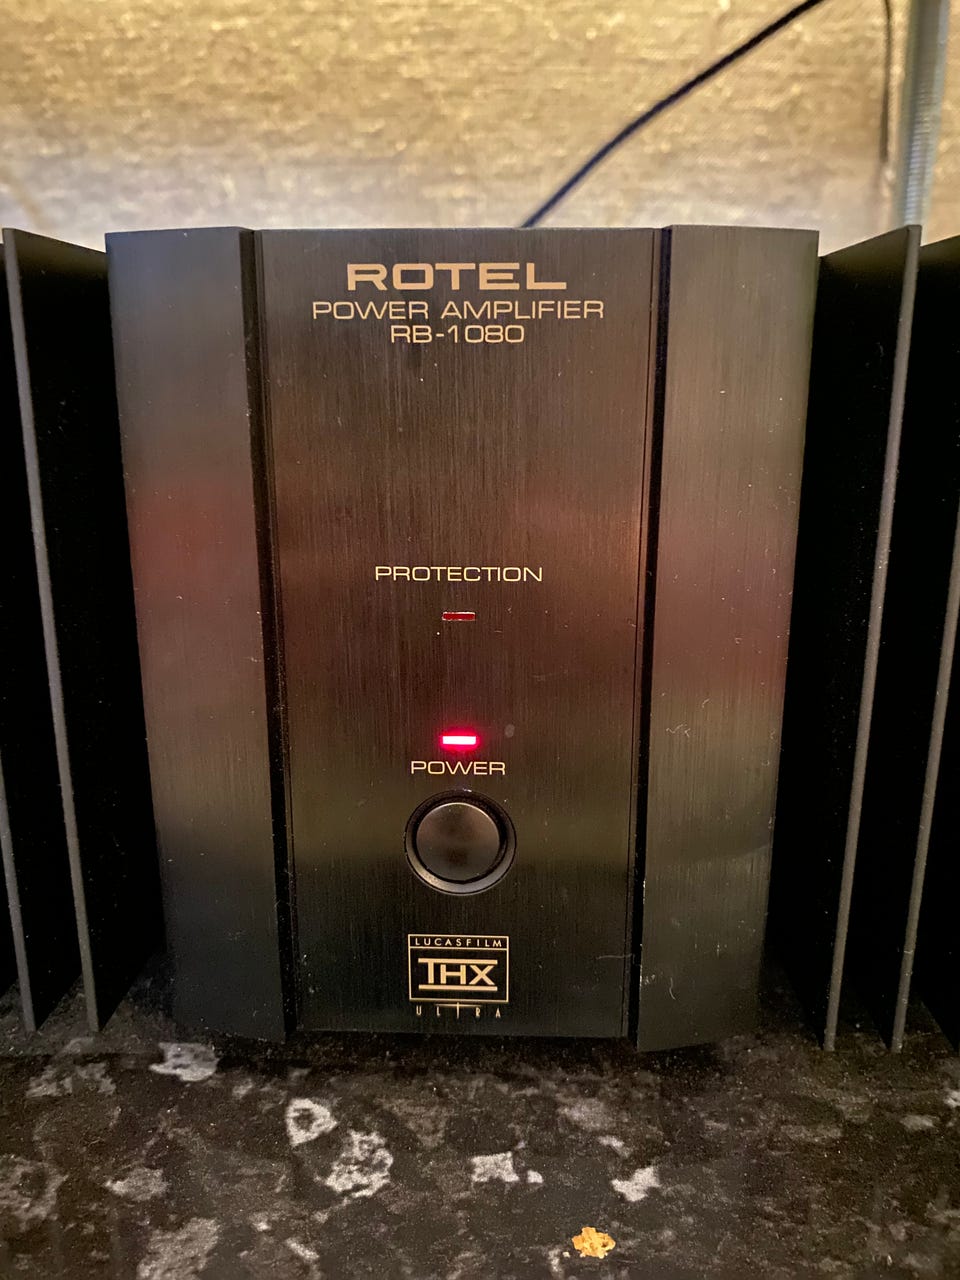 ROTEL
POWER AMPLIFIER
RB-1080
PROTECTION
POWER
LUCASFILM
THX
ULTRA